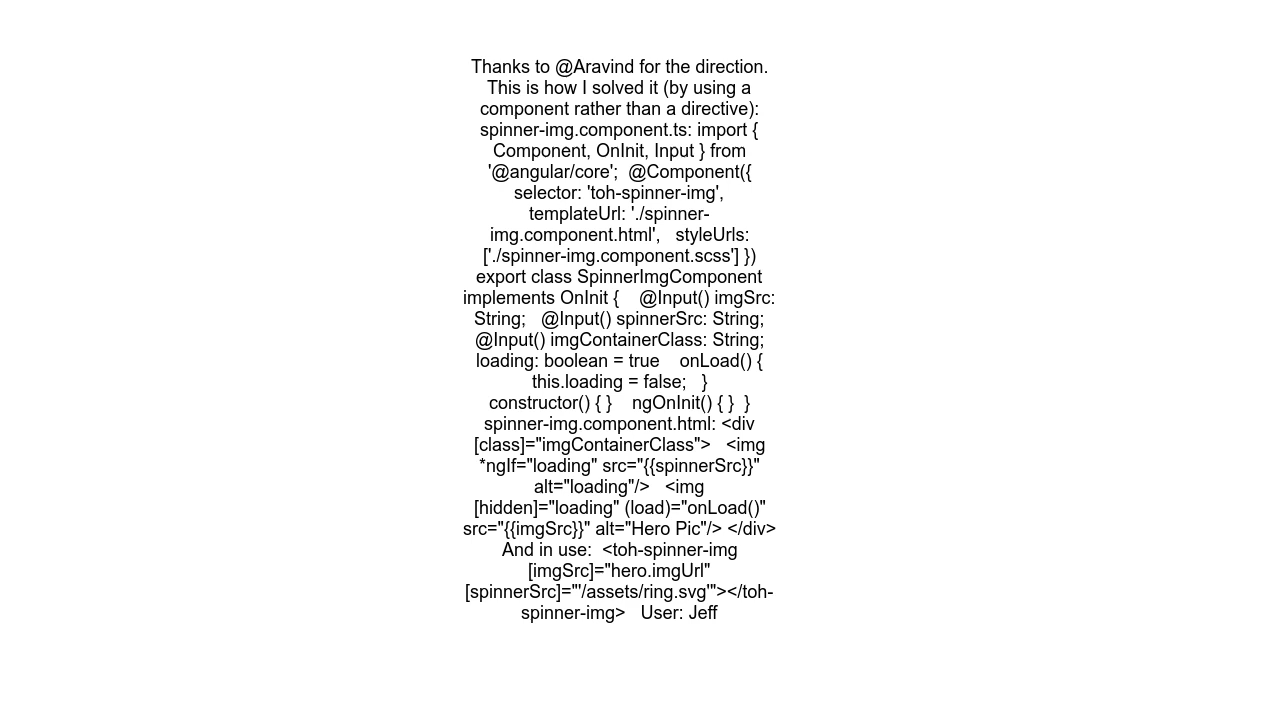 Thanks to @Aravind for the direction.
This is how I solved it (by using a
component rather than a directive):
spinner-img.component.ts: import {
Component, OnInit, Input } from
'@angular/core';  @Component({
selector: 'toh-spinner-img',
templateUrl: './spinner-
img.component.html',   styleUrls:
['./spinner-img.component.scss'] })
export class SpinnerImgComponent
implements OnInit {    @Input() imgSrc:
String;   @Input() spinnerSrc: String;
@Input() imgContainerClass: String;
loading: boolean = true    onLoad() {
this.loading = false;   }
constructor() { }    ngOnInit() { }  }
spinner-img.component.html: <div
[class]="imgContainerClass">   <img
*ngIf="loading" src="{{spinnerSrc}}"
alt="loading"/>   <img
[hidden]="loading" (load)="onLoad()"
src="{{imgSrc}}" alt="Hero Pic"/> </div>
And in use:  <toh-spinner-img
[imgSrc]="hero.imgUrl"
[spinnerSrc]="'/assets/ring.svg'"></toh-
spinner-img>   User: Jeff